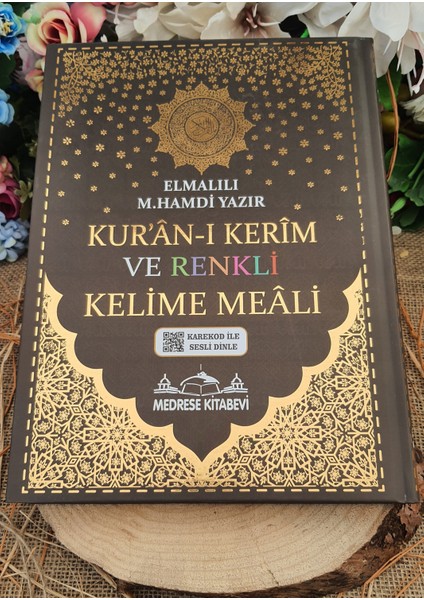 ELMALILI
M.HAMDİ YAZIR
KUR'ÂN-I KERÎM
VE RENKLİ
KELİME MEÂLİ
KAREKOD İLE
SESLİ DİNLE
MEDRESE KİTABEVİ